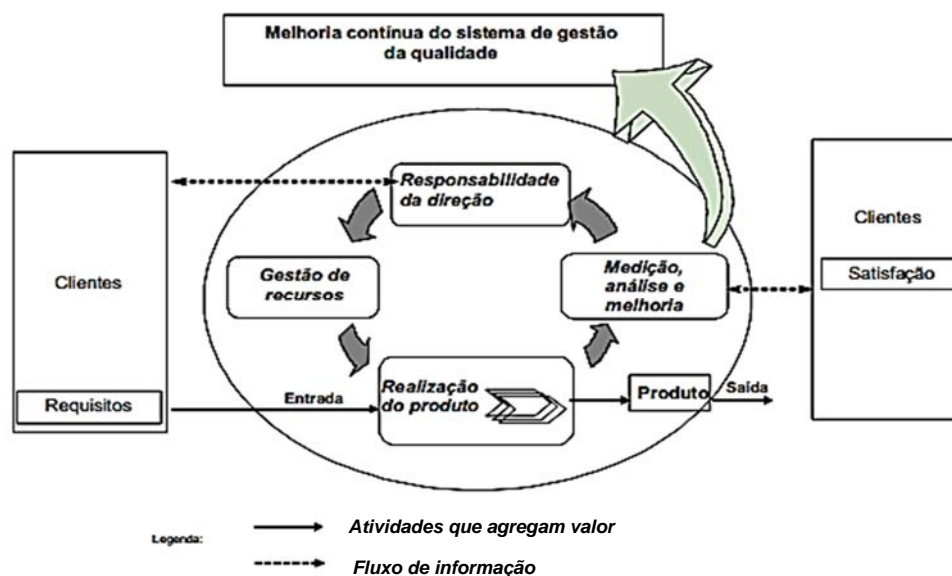 Melhoria contínua do sistema de gestão
da qualidade
Responsabilidade
da direção
Clientes
Clientes
Gestão de
recursos
Medição,
análise e
melhoria
Satisfação
Requisitos
Entrada
Realização
do produto
Produto
Saída
Legenda:
Atividades que agregam valor
Fluxo de informação